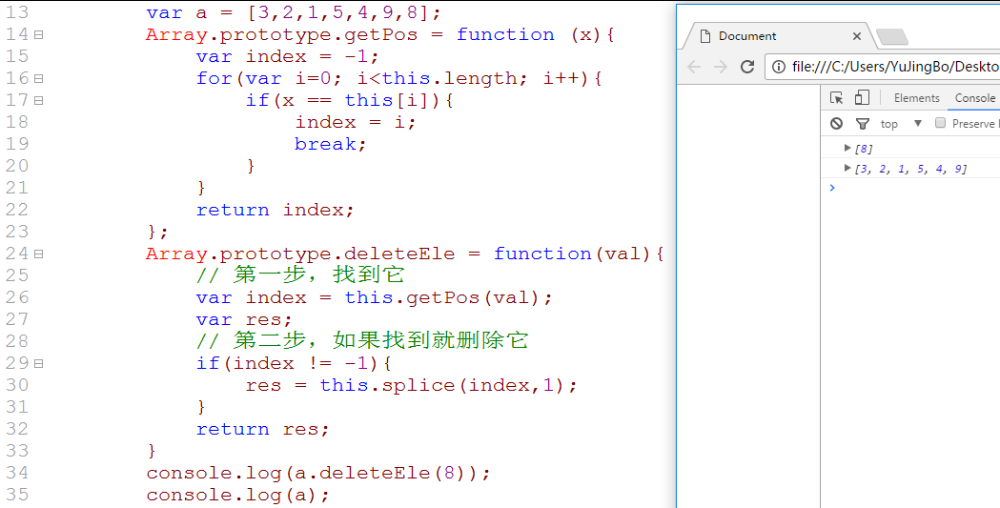 13 var a = [3,2,1,5,4,9,8];
14 Array.prototype.getPos = function (x){
15 var index = -1;
16 for(var i=0; i<this.length; i++){
17 if(x == this[i]){
18 index = i;
19 break;
20 }
21 }
22 return index;
23 };
24 Array.prototype.deleteEle = function(val){
25 // 第一步，找到它
26 var index = this.getPos(val);
27 var res;
28 // 第二步，如果找到就删除它
29 if(index != -1){
30 res = this.splice(index,1);
31 }
32 return res;
33 }
34 console.log(a.deleteEle(8));
35 console.log(a);
Document
file:///C:/Users/YuJingBo/Deskto
Elements Console
top Preserve
[8]
[3, 2, 1, 5, 4, 9]